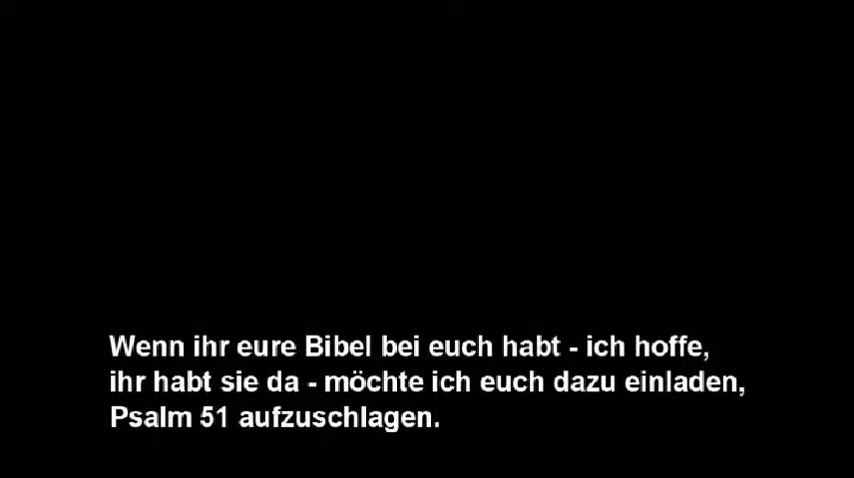 Wenn ihr eure Bibel bei euch habt - ich hoffe,
ihr habt sie da - möchte ich euch dazu einladen,
Psalm 51 aufzuschlagen.